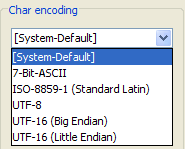 Char encoding
[System-Default]
[System-Default]
7-Bit-ASCII
ISO-8859-1 (Standard Latin)
UTF-8
UTF-16 (Big Endian)
UTF-16 (Little Endian)